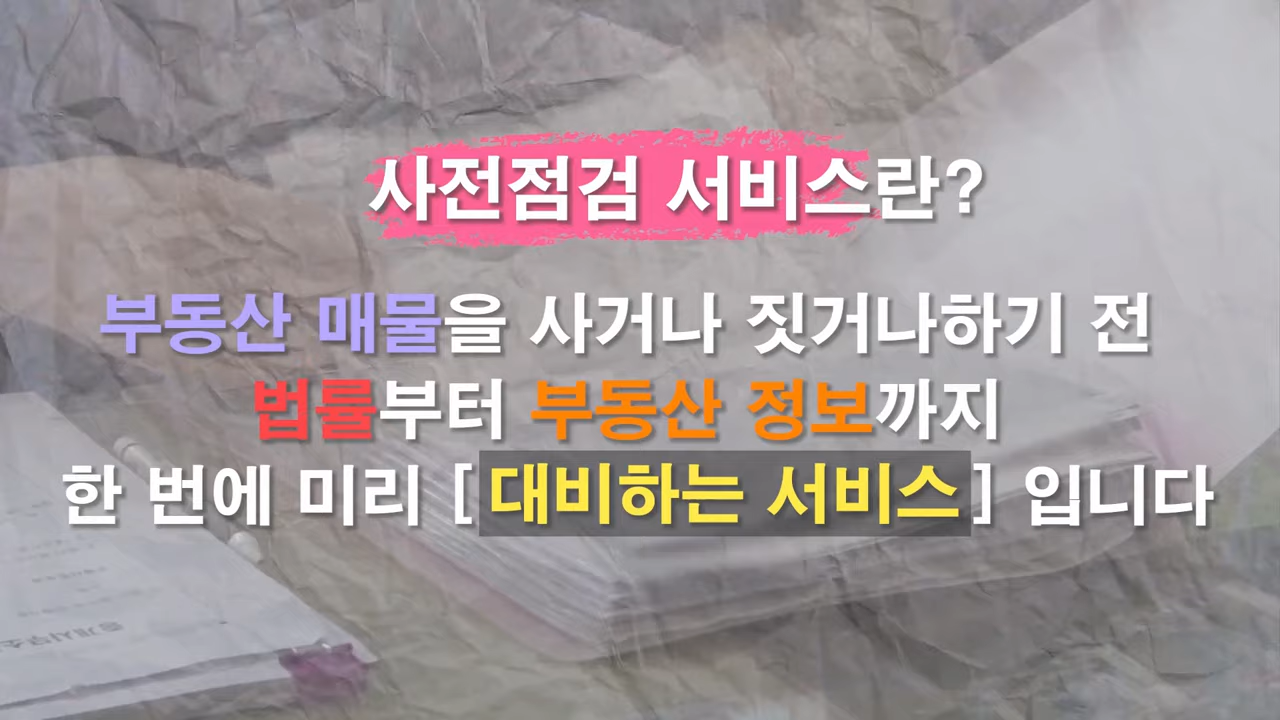 사전점검 서비스란?
부동산 매물을 사거나 짓거나하기 전
법률부터 부동산 정보까지
한 번에 미리 [대비하는 서비스] 입니다